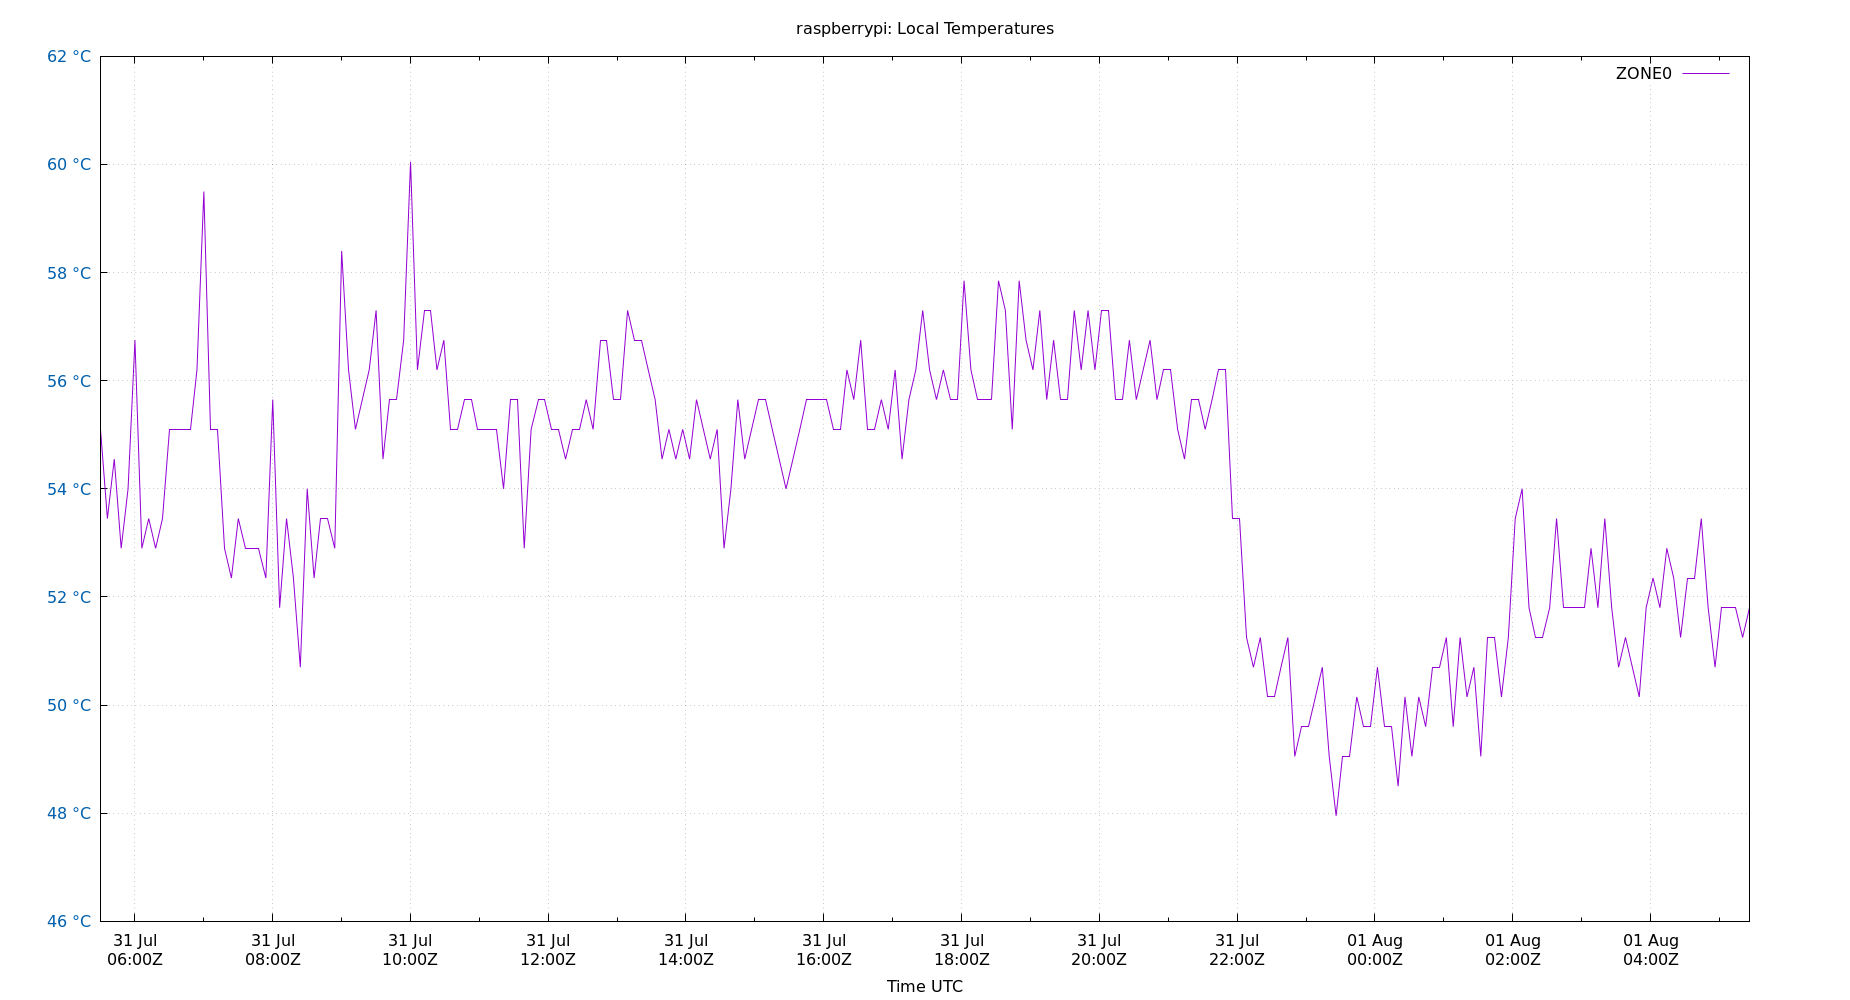 raspberrypi: Local Temperatures
62 °C
ZONE0
60 °C
58 °C
56 °C
54 °C
52 °C
50 °C
48 °C
46 °C
31 Jul 31 Jul 31 Jul 31 Jul 31 Jul 31 Jul 31 Jul 31 Jul 31 Jul 01 Aug 01 Aug 01 Aug
06:00Z 08:00Z 10:00Z 12:00Z 14:00Z 16:00Z 18:00Z 20:00Z 22:00Z 00:00Z 02:00Z 04:00Z
Time UTC